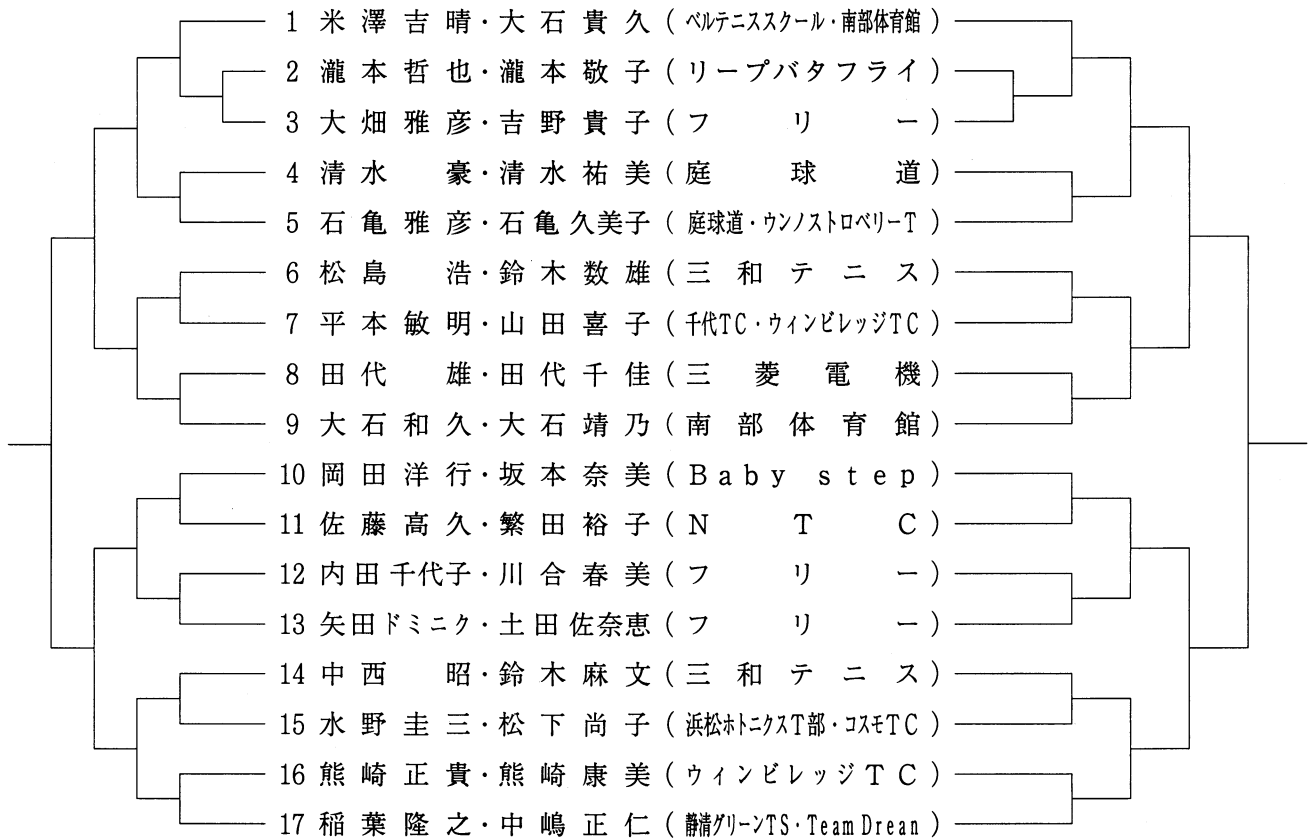 1 米澤吉晴・大石貴久(ベルテニススクール・南部体育館)
2 瀧本哲也・瀧本敬子(リープバタフライ)
3 大畑雅彦・吉野貴子(フリー)
4 清水豪・清水祐美(庭球道)
5 石亀雅彦・石亀久美子(庭球道・ウンノストロベリーT)
6 松島浩・鈴木数雄(三和テニス)
7 平本敏明・山田喜子(千代TC・ウィンビレッジTC)
8 田代雄・田代千佳(三菱電機)
9 大石和久・大石靖乃(南部体育館)
10 岡田洋行・坂本奈美(Baby step)
11 佐藤高久・繁田裕子(NTC)
12 内田千代子・川合春美(フリー)
13 矢田ドミニク・土田佐奈恵(フリー)
14 中西昭・鈴木麻文(三和テニス)
15 水野圭三・松下尚子(浜松ホトニクスT部・コスモTC)
16 熊崎正貴・熊崎康美(ウィンビレッジTC)
17 稲葉隆之・中嶋正仁(静清グリーンTS・Team Drean)